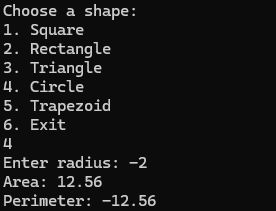 Choose a shape:
1. Square
2. Rectangle
3. Triangle
4. Circle
5. Trapezoid
6. Exit
4
Enter radius: -2
Area: 12.56
Perimeter: -12.56